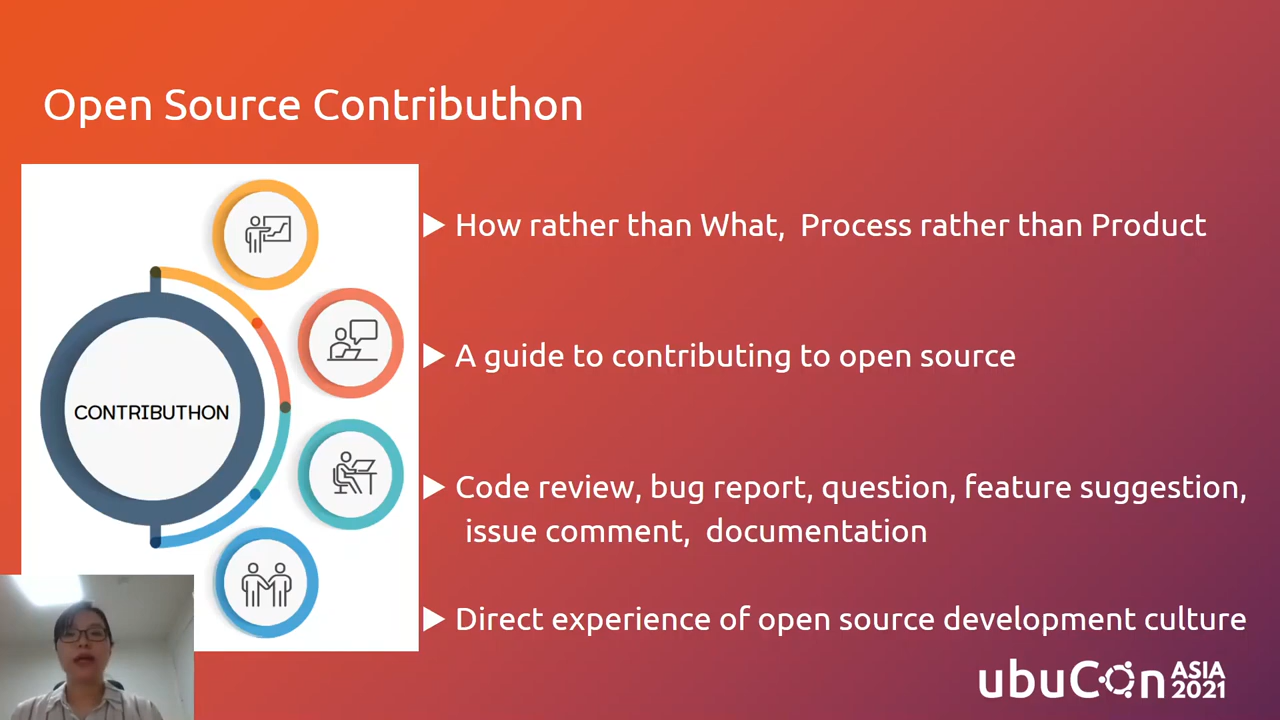 Open Source Contributhon
CONTRIBUTHON
▶ How rather than What, Process rather than Product
▶ A guide to contributing to open source
▶ Code review, bug report, question, feature suggestion,
issue comment, documentation
▶ Direct experience of open source development culture
ubuCon ASIA 2021